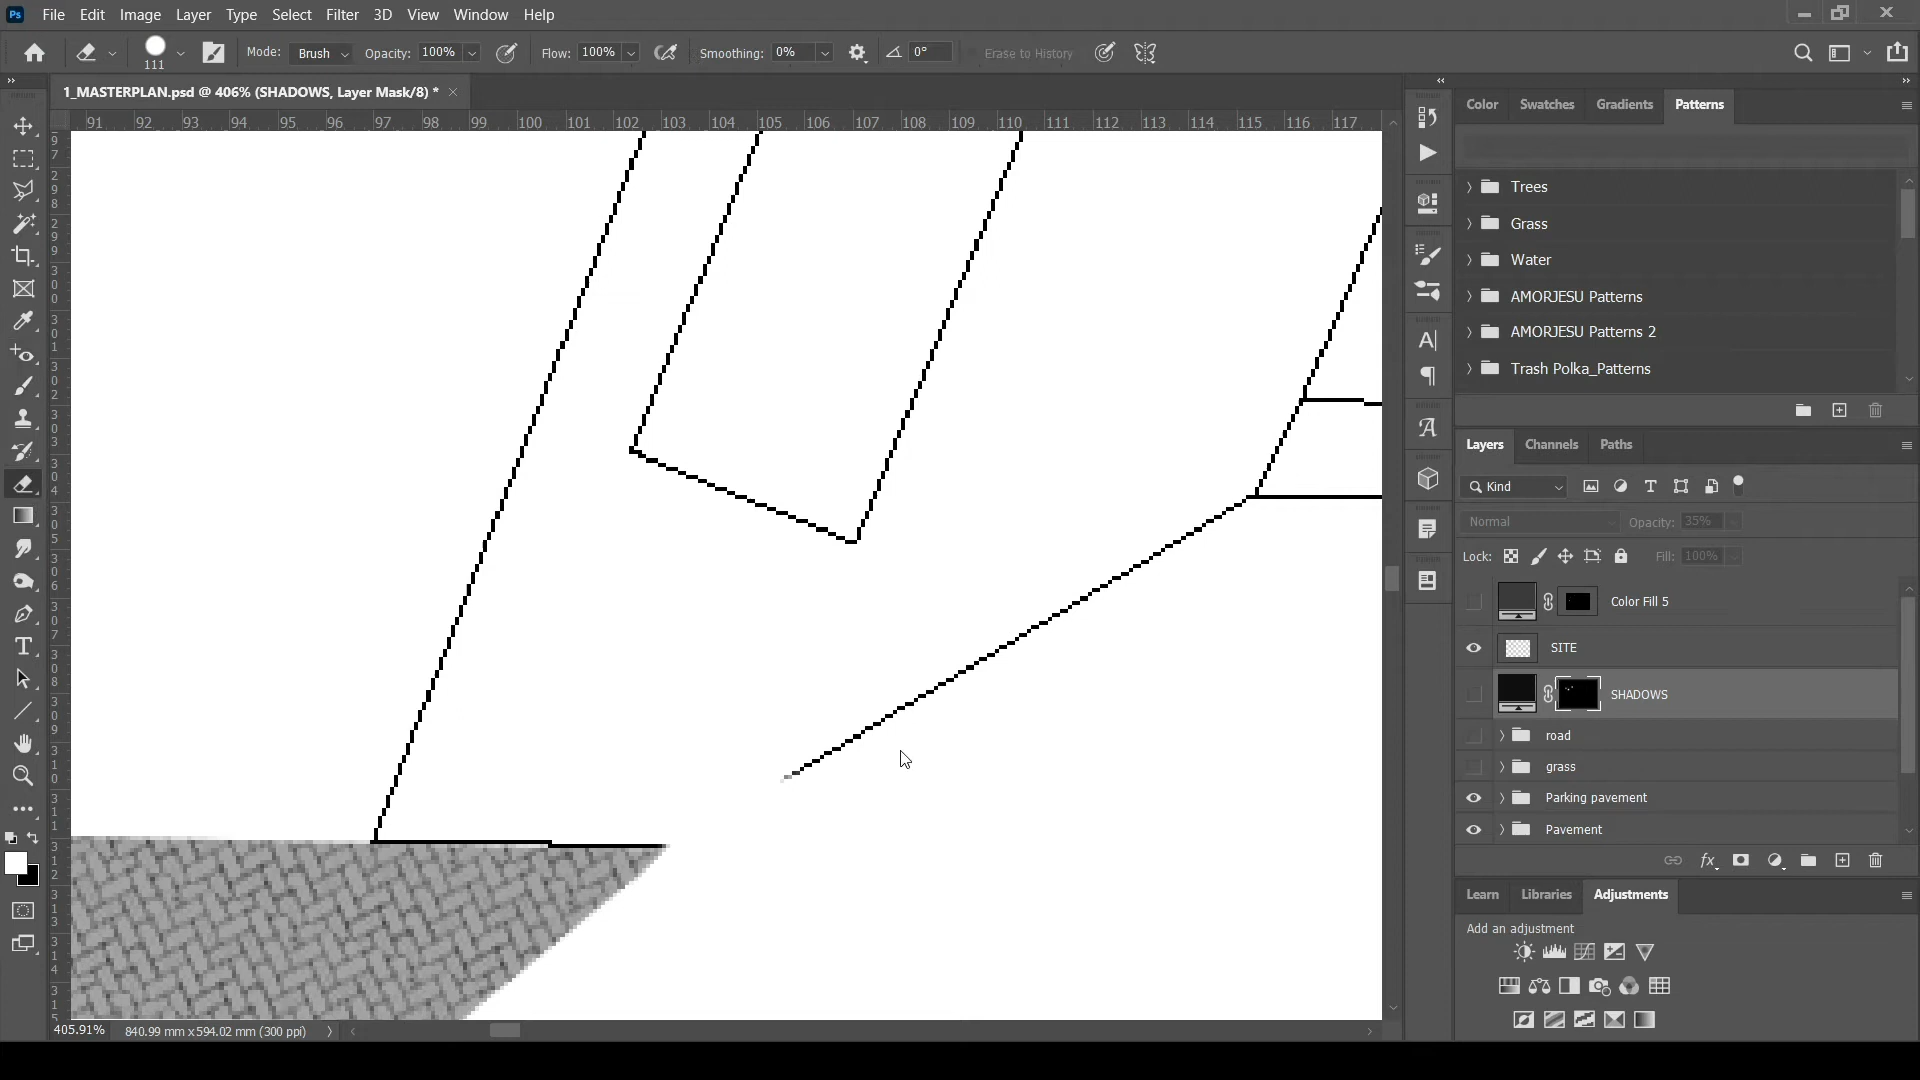 Ps File Edit Image Layer Type Select Filter 3D View Window Help
111 Mode: Brush Opacity: 100% Flow: 100% Smoothing: 0% 0° Erase to History
1_MASTERPLAN.psd @ 406% (SHADOWS, Layer Mask/8) *
91 92 93 94 95 96 97 98 99 100 101 102 103 104 105 106 107 108 109 110 111 112 113 114 115 116 117
Color Swatches Gradients Patterns
Trees
Grass
Water
AMORJESU Patterns
AMORJESU Patterns 2
Trash Polka_Patterns
Layers Channels Paths
Kind
Normal Opacity: 35%
Lock: Fill: 100%
Color Fill 5
SITE
SHADOWS
road
grass
Parking pavement
Pavement
fx
Learn Libraries Adjustments
Add an adjustment
405.91% 840.99 mm x 594.02 mm (300 ppi)